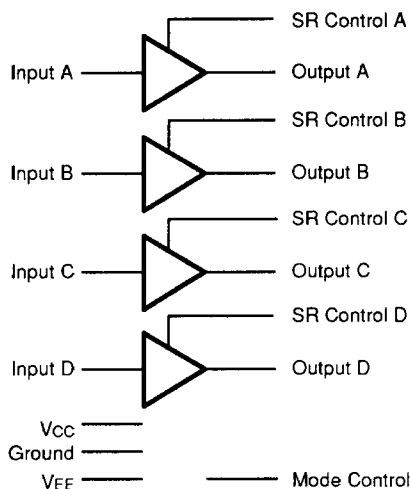 SR Control A
Input A Output A
SR Control B
Input B Output B
SR Control C
Input C Output C
SR Control D
Input D Output D
VCC
Ground
VEE Mode Control